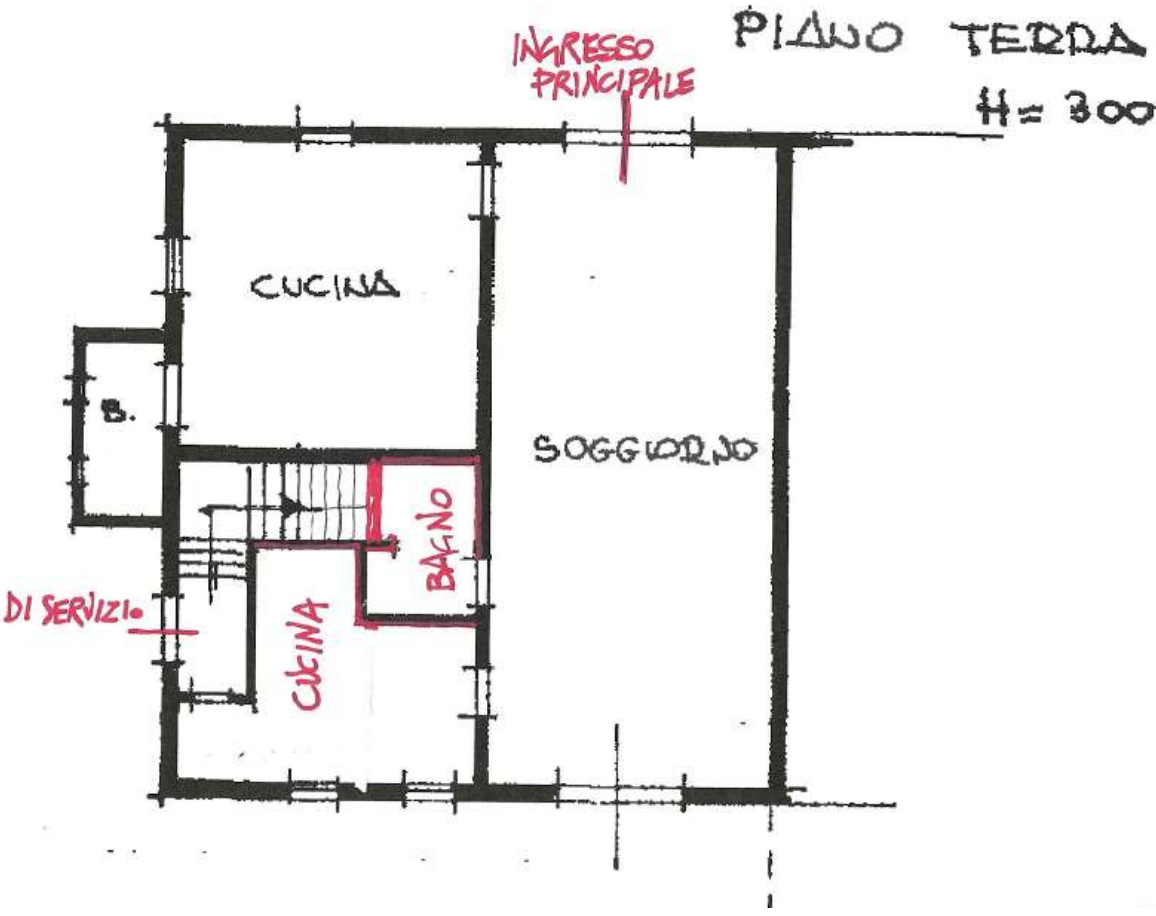 PIANO TERRA
H= 300
INGRESSO
PRINCIPALE
CUCINA
B.
SOGGIORNO
BAGNO
DI SERVIZIO
CUCINA